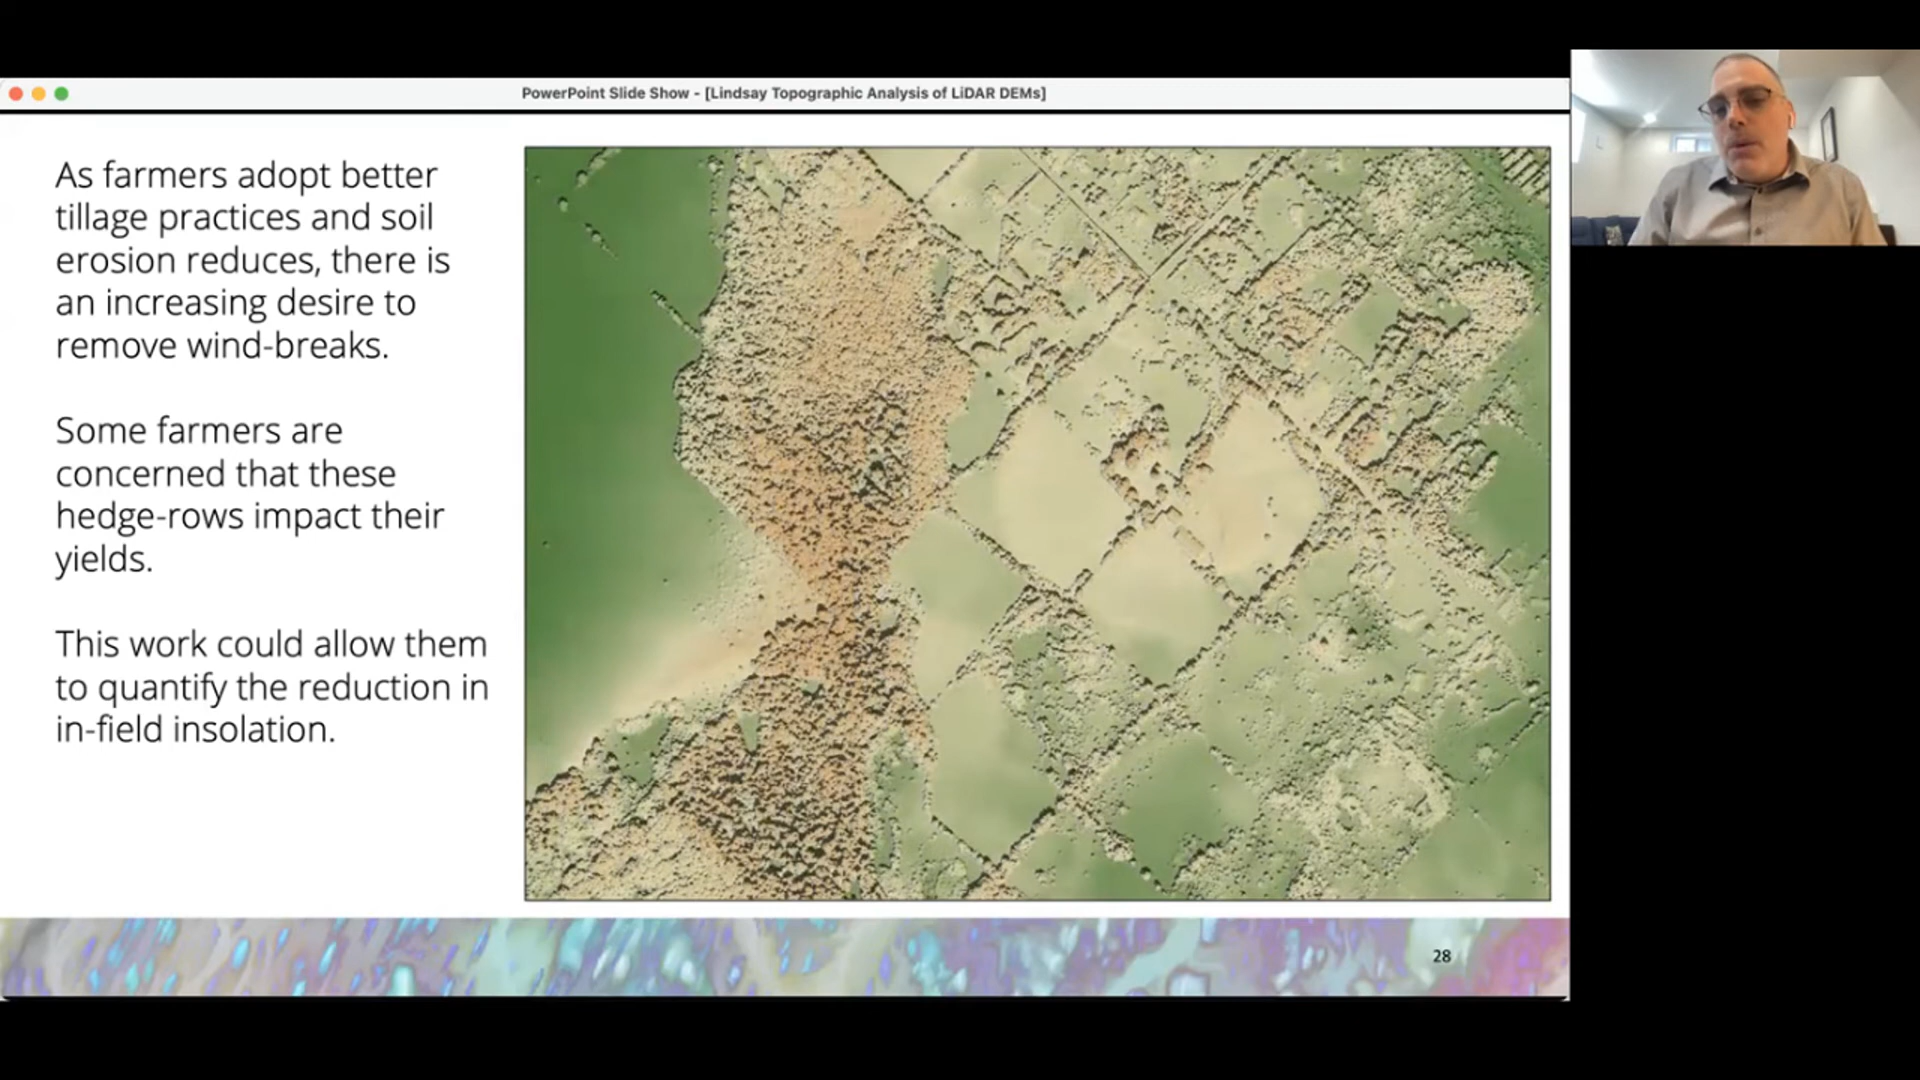 PowerPoint Slide Show - [Lindsay Topographic Analysis of LiDAR DEMs]
As farmers adopt better
tillage practices and soil
erosion reduces, there is
an increasing desire to
remove wind-breaks.
Some farmers are
concerned that these
hedge-rows impact their
yields.
This work could allow them
to quantify the reduction in
in-field insolation.
28